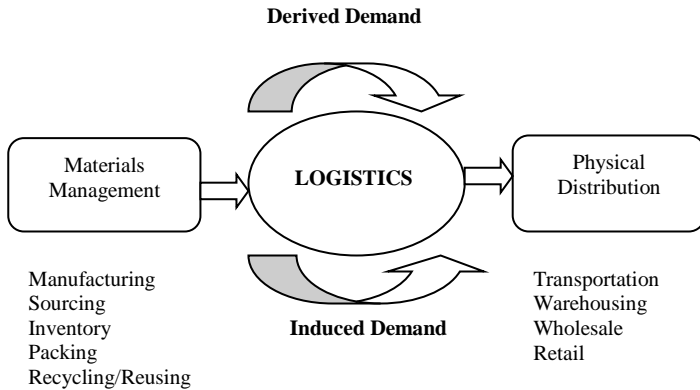 Derived Demand
Materials
Management
LOGISTICS
Physical
Distribution
Manufacturing
Sourcing
Inventory
Packing
Recycling/Reusing
Induced Demand
Transportation
Warehousing
Wholesale
Retail